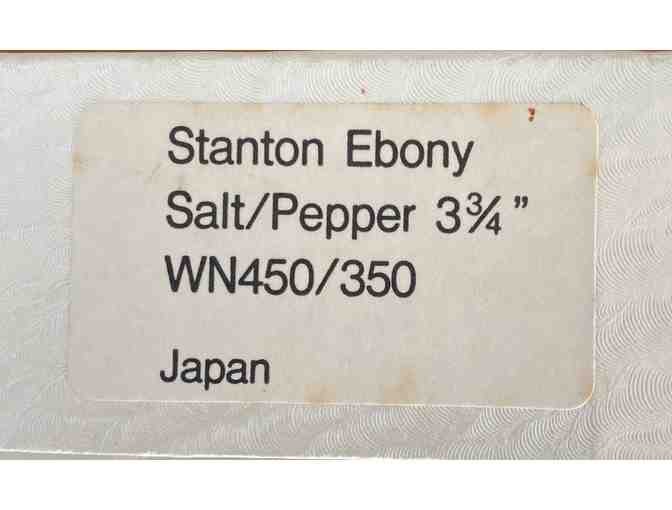 Stanton Ebony
Salt/Pepper 3¾”
WN450/350
Japan